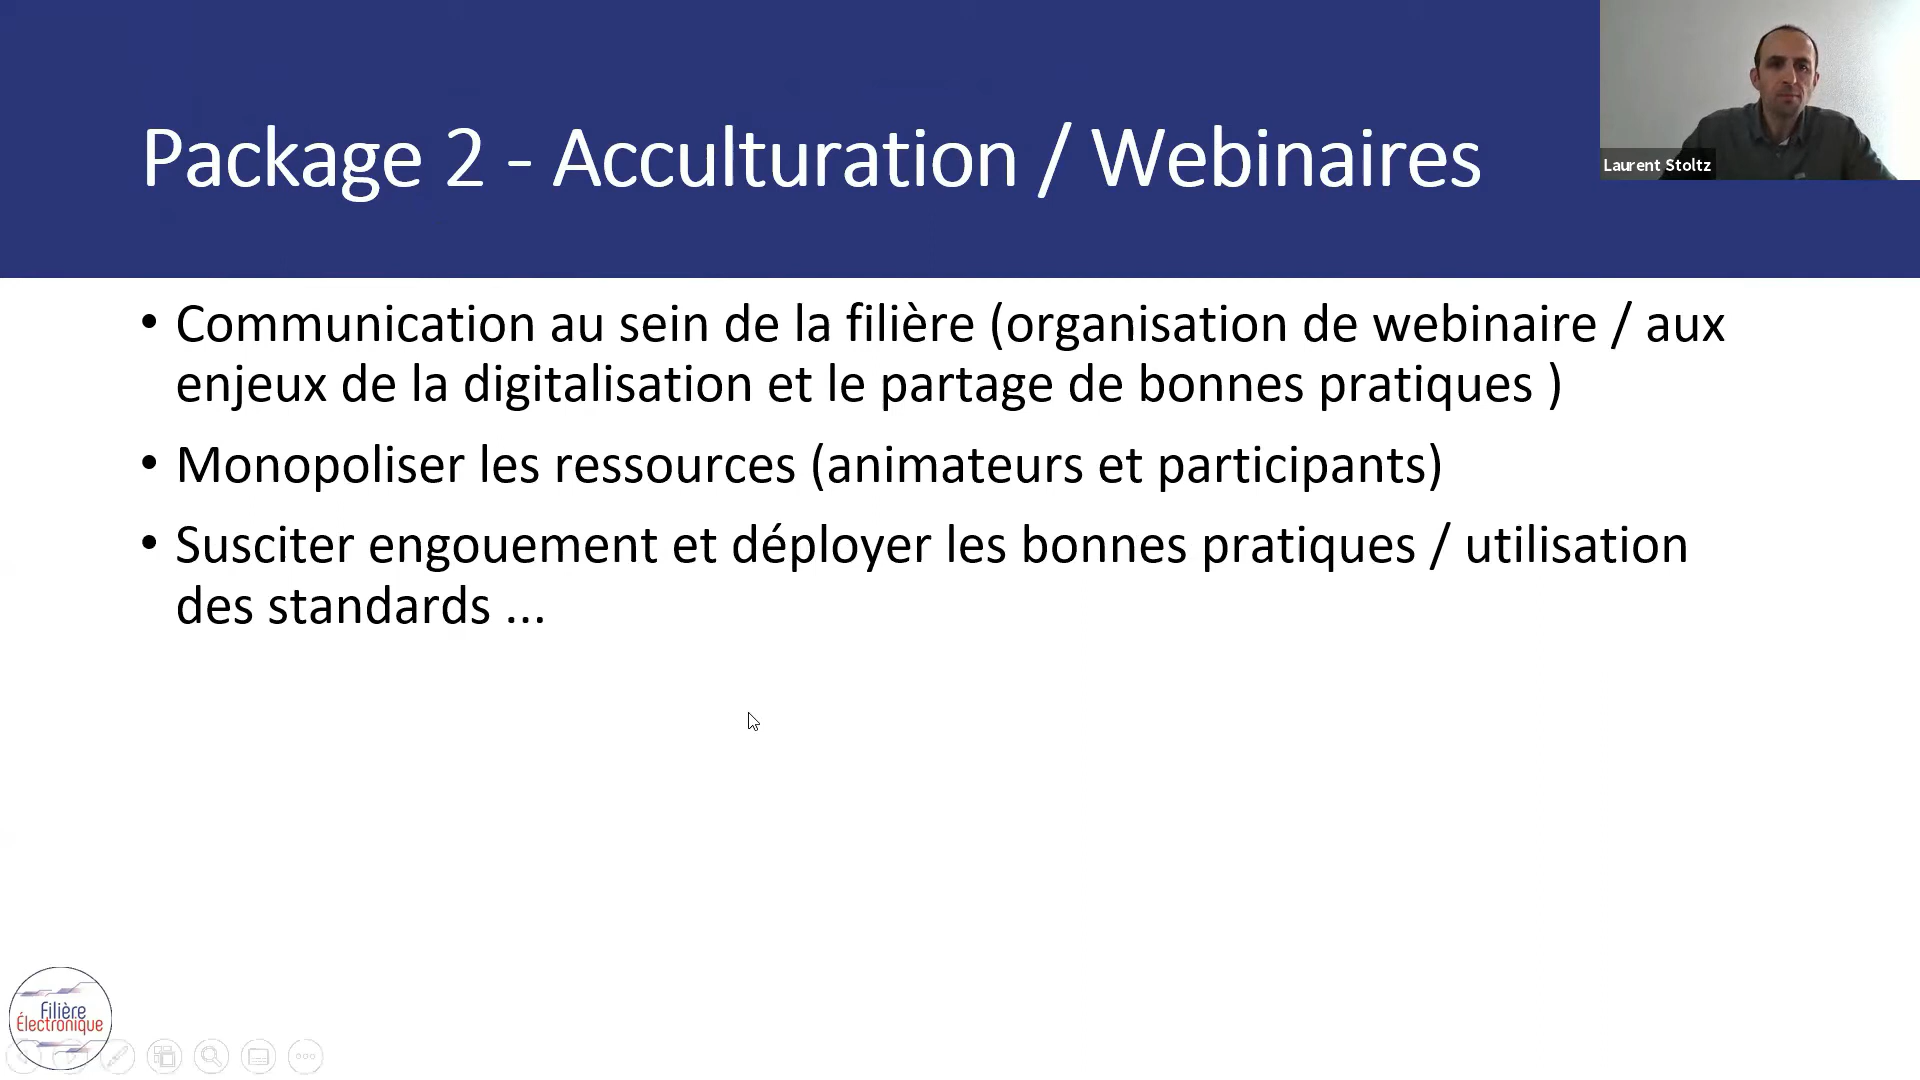 Package 2 - Acculturation / Webinaires
Laurent Stoltz
• Communication au sein de la filière (organisation de webinaire / aux
enjeux de la digitalisation et le partage de bonnes pratiques )
• Monopoliser les ressources (animateurs et participants)
• Susciter engouement et déployer les bonnes pratiques / utilisation
des standards ...
Filière
Électronique